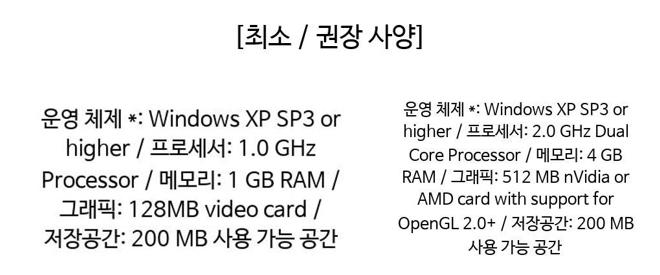 [최소 / 권장 사양]
운영 체제 *: Windows XP SP3 or
higher / 프로세서: 1.0 GHz
Processor / 메모리: 1 GB RAM /
그래픽: 128MB video card /
저장공간: 200 MB 사용 가능 공간
운영 체제 *: Windows XP SP3 or
higher / 프로세서: 2.0 GHz Dual
Core Processor / 메모리: 4 GB
RAM / 그래픽: 512 MB nVidia or
AMD card with support for
OpenGL 2.0+ / 저장공간: 200 MB
사용 가능 공간